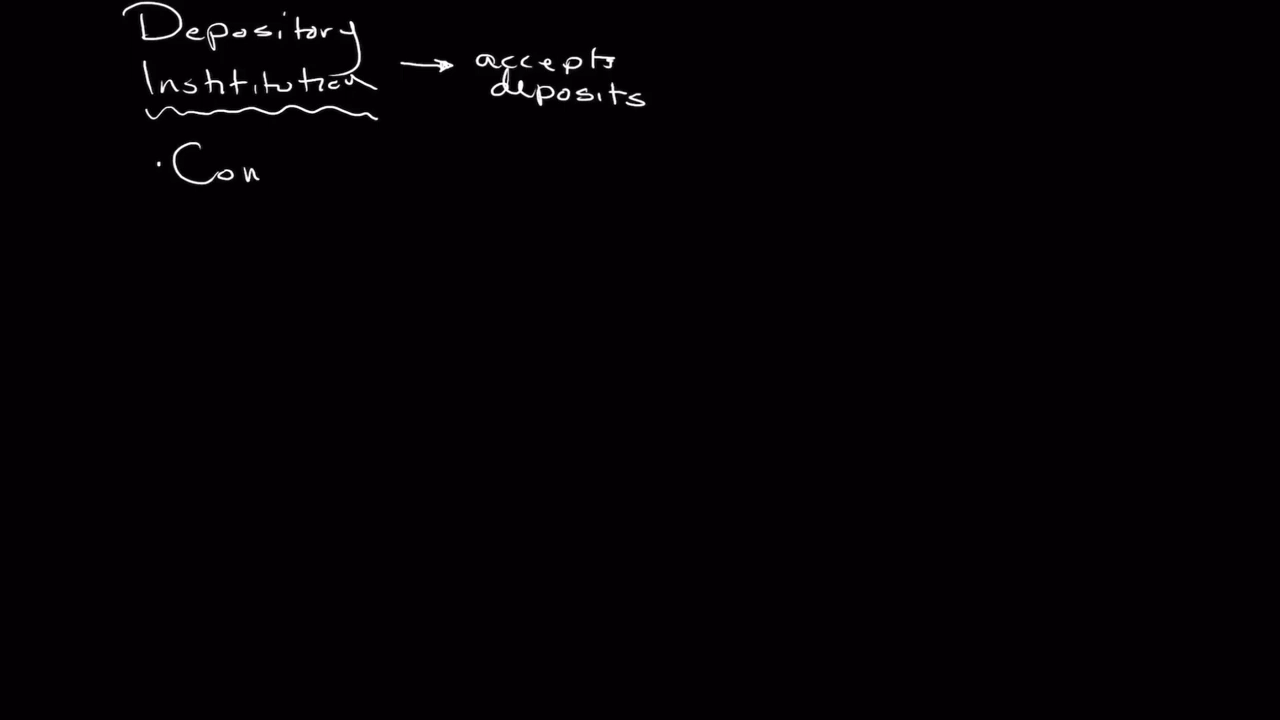 Depository
Institution → accepts
deposits
· Con